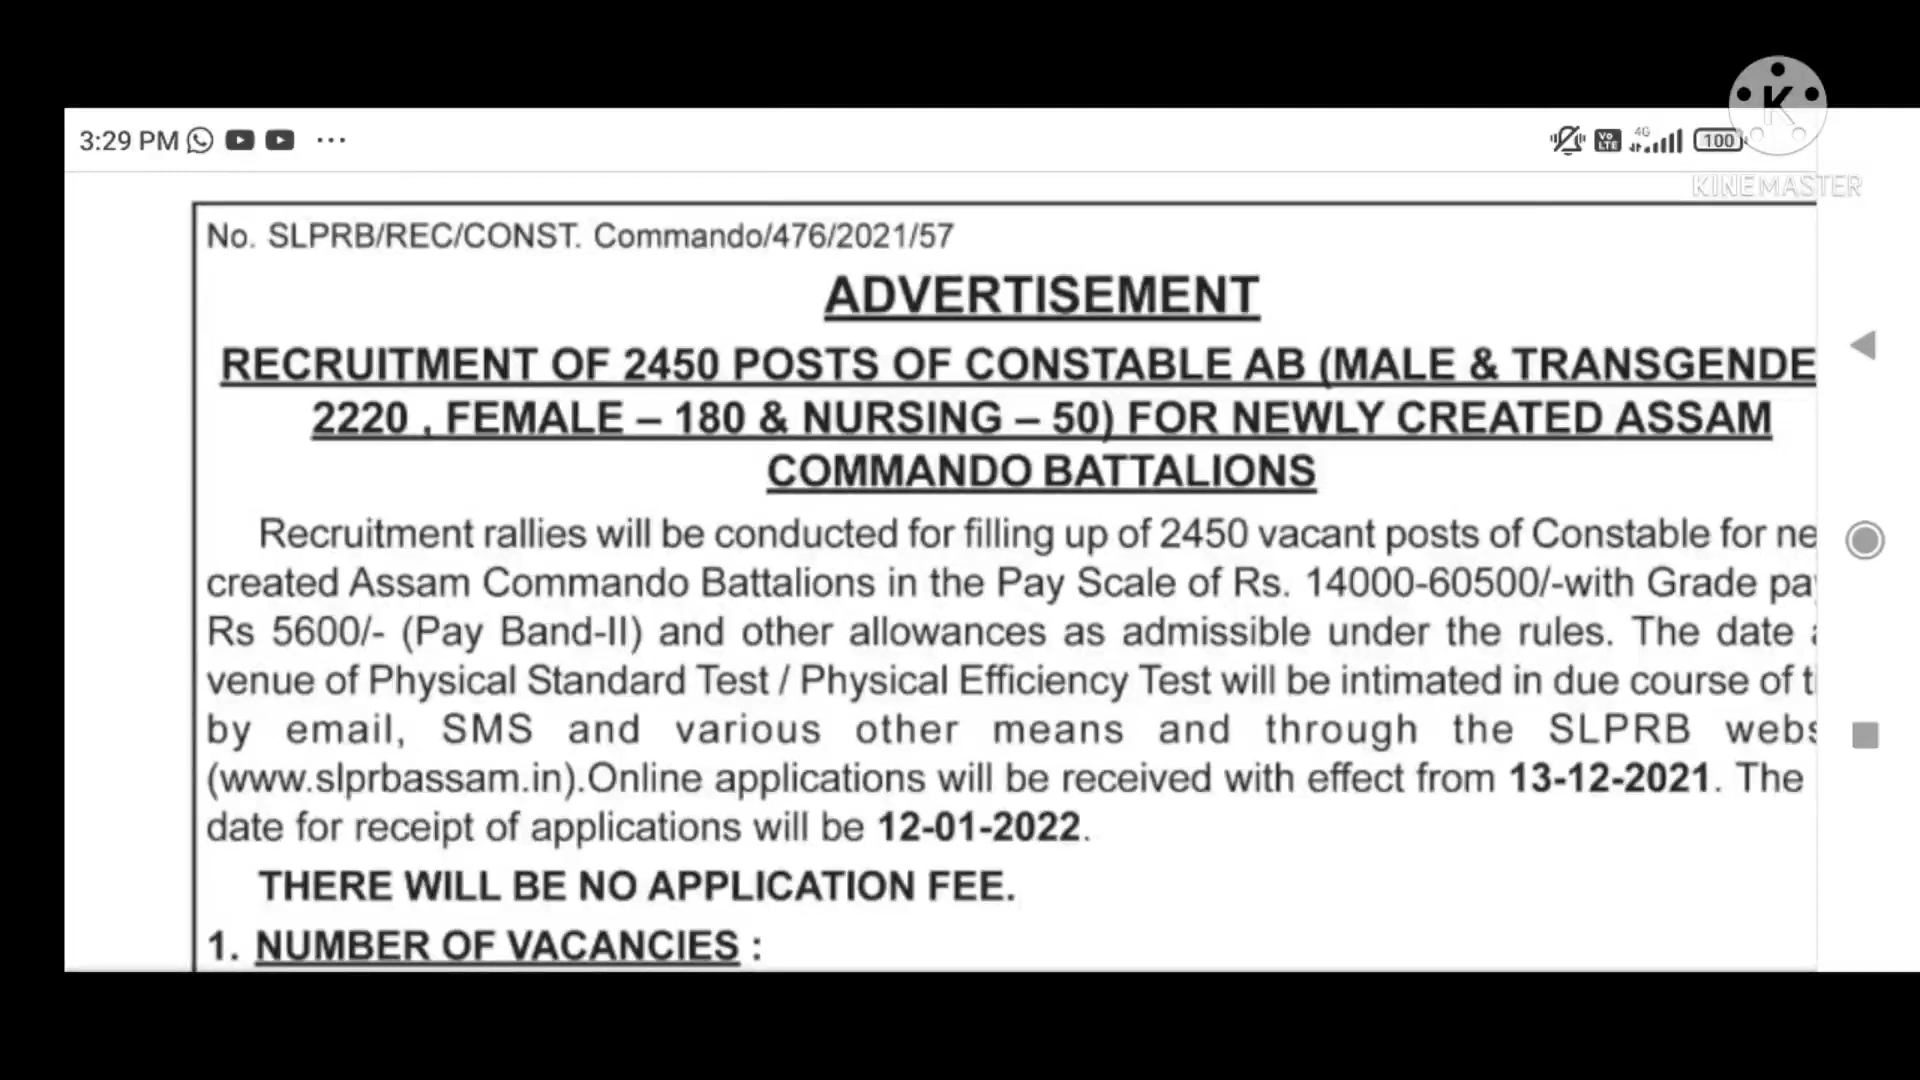 3:29 PM
4G
Vo LTE
100
K
KINEMASTER
No. SLPRB/REC/CONST. Commando/476/2021/57
ADVERTISEMENT
RECRUITMENT OF 2450 POSTS OF CONSTABLE AB (MALE & TRANSGENDE
2220 , FEMALE – 180 & NURSING – 50) FOR NEWLY CREATED ASSAM
COMMANDO BATTALIONS
Recruitment rallies will be conducted for filling up of 2450 vacant posts of Constable for ne
created Assam Commando Battalions in the Pay Scale of Rs. 14000-60500/-with Grade pa
Rs 5600/- (Pay Band-II) and other allowances as admissible under the rules. The date
venue of Physical Standard Test / Physical Efficiency Test will be intimated in due course of t
by email, SMS and various other means and through the SLPRB webs
(www.slprbassam.in).Online applications will be received with effect from 13-12-2021. The
date for receipt of applications will be 12-01-2022.
THERE WILL BE NO APPLICATION FEE.
1. NUMBER OF VACANCIES :